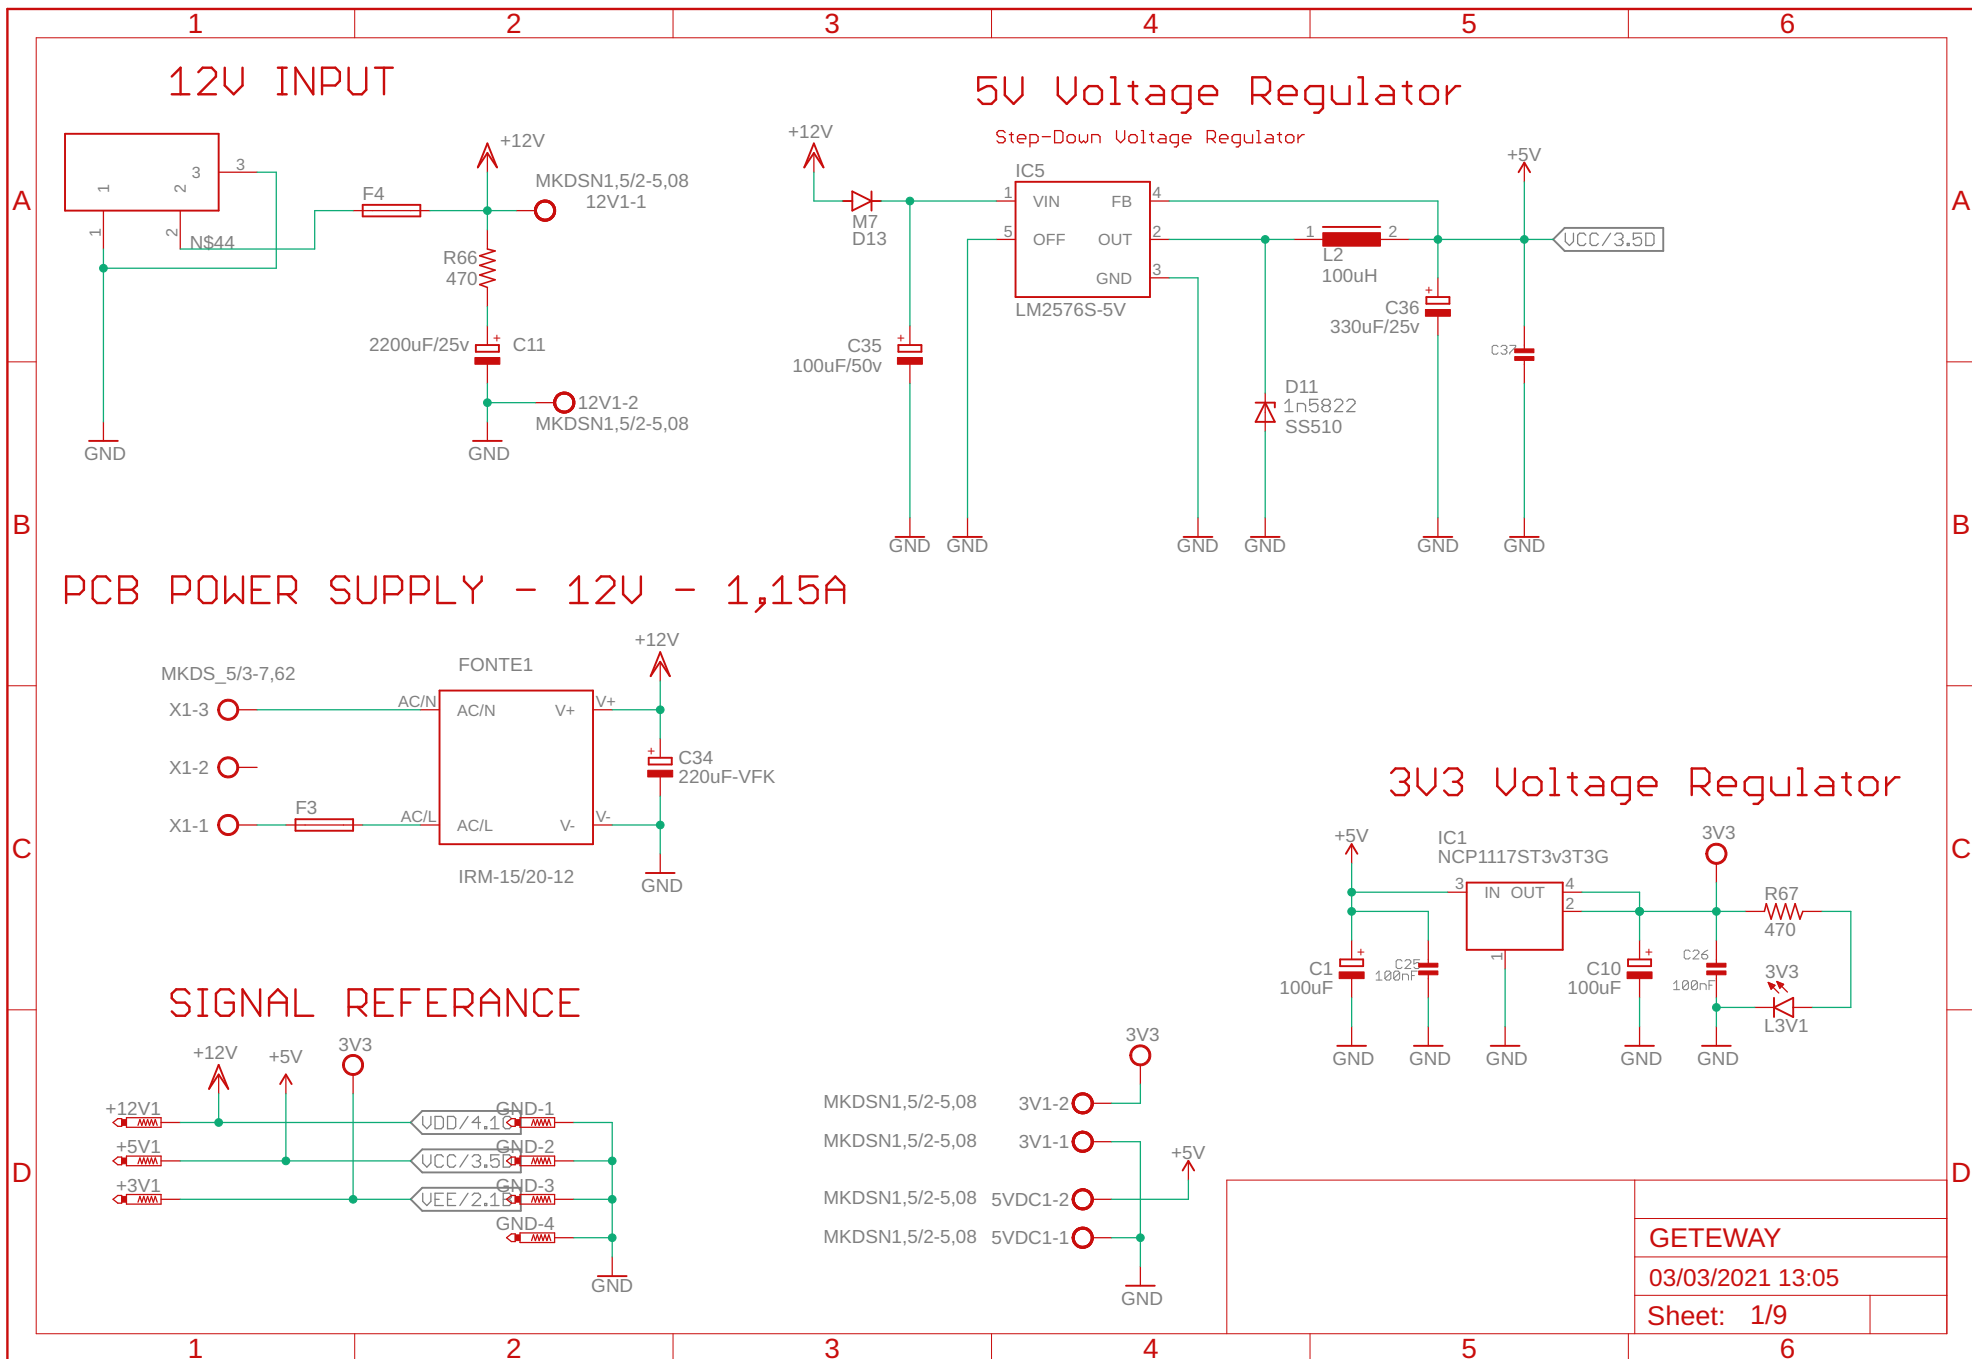 1 2 3 4 5 6
A A
B B
C C
D D
12V INPUT
1
2
3
3
1
2
N$44
F4
+12V
MKDSN1,5/2-5,08
12V1-1
R66
470
2200uF/25v
+
C11
12V1-2
MKDSN1,5/2-5,08
GND
GND
5V Voltage Regulator
Step-Down Voltage Regulator
+12V
M7
D13
+
C35
100uF/50v
IC5
1
VIN
FB
4
5
OFF
OUT
2
GND
3
LM2576S-5V
1
2
L2
100uH
+5V
VCC/3.5D
+
C36
330uF/25v
C37
D11
1n5822
SS510
GND
GND
GND
GND
GND
GND
PCB POWER SUPPLY - 12V - 1,15A
MKDS_5/3-7,62
X1-3
X1-2
X1-1
F3
FONTE1
AC/N
AC/N
V+
V+
AC/L
AC/L
V-
V-
IRM-15/20-12
+12V
+
C34
220uF-VFK
GND
3V3 Voltage Regulator
+5V
IC1
NCP1117ST3v3T3G
3
IN OUT
4
2
1
3V3
R67
470
+
C1
100uF
C25
100nF
+
C10
100uF
C26
100nF
3V3
L3V1
GND
GND
GND
GND
GND
SIGNAL REFERANCE
+12V
+5V
3V3
+12V1
+5V1
+3V1
VDD/4.1C
VCC/3.5D
VEE/2.1B
GND-1
GND-2
GND-3
GND-4
GND
3V3
MKDSN1,5/2-5,08 3V1-2
MKDSN1,5/2-5,08 3V1-1
+5V
MKDSN1,5/2-5,08 5VDC1-2
MKDSN1,5/2-5,08 5VDC1-1
GND
GETEWAY
03/03/2021 13:05
Sheet: 1/9
1 2 3 4 5 6